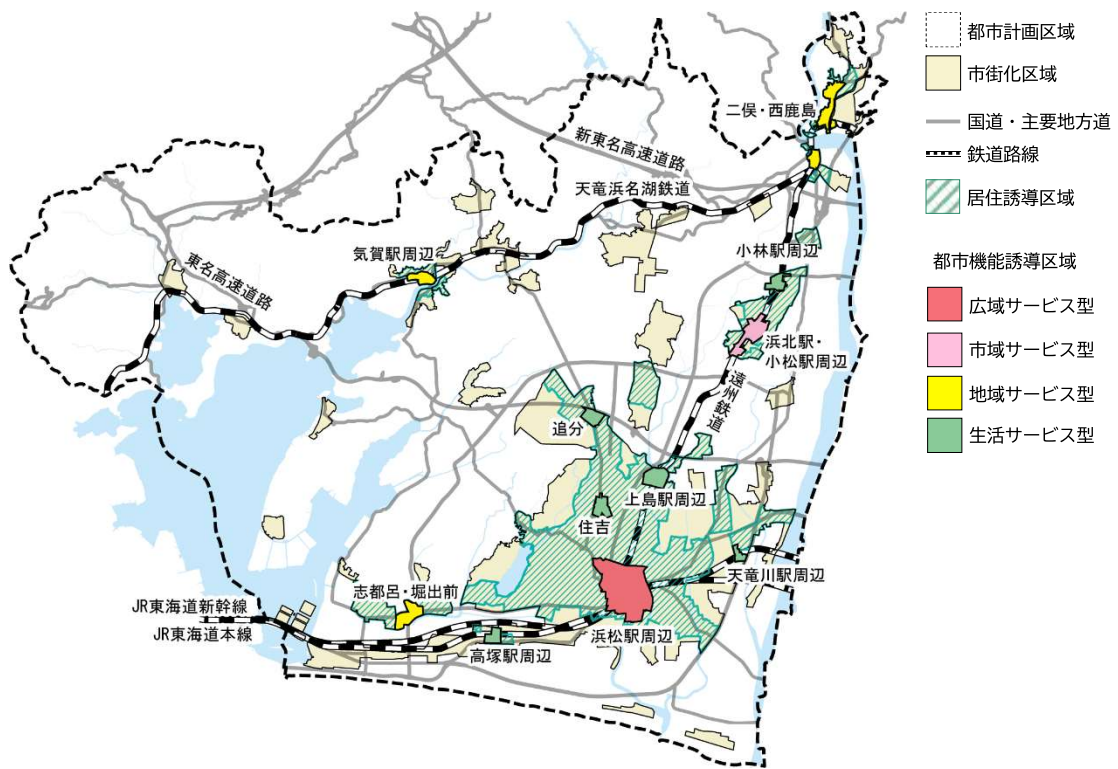 都市計画区域
市街化区域
国道・主要地方道
鉄道路線
居住誘導区域
都市機能誘導区域
広域サービス型
市域サービス型
地域サービス型
生活サービス型
二俣・西鹿島
新東名高速道路
天竜浜名湖鉄道
気賀駅周辺
小林駅周辺
東名高速道路
浜北駅・
小松駅周辺
遠州鉄道
追分
上島駅周辺
住吉
天竜川駅周辺
志都呂・堀出前
JR東海道新幹線
JR東海道本線
浜松駅周辺
高塚駅周辺